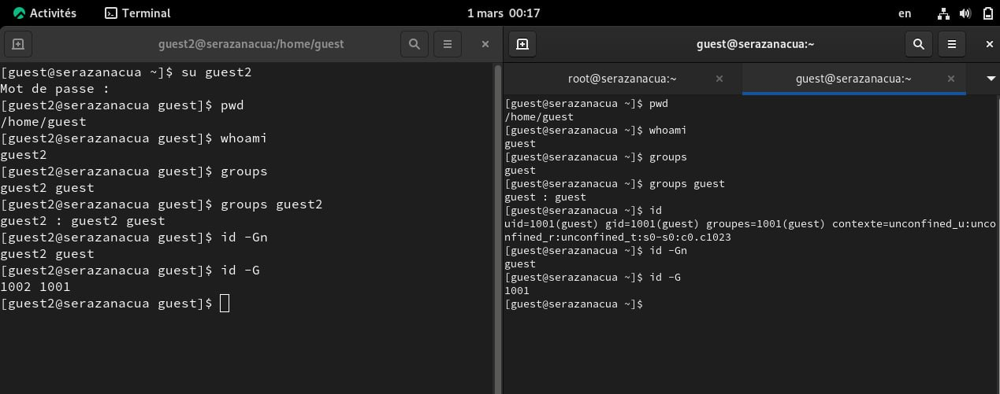 Activités Terminal 1 mars 00:17 en
guest2@serazanacua:/home/guest
[guest@serazanacua ~]$ su guest2
Mot de passe :
[guest2@serazanacua guest]$ pwd
/home/guest
[guest2@serazanacua guest]$ whoami
guest2
[guest2@serazanacua guest]$ groups
guest2 guest
[guest2@serazanacua guest]$ groups guest2
guest2 : guest2 guest
[guest2@serazanacua guest]$ id -Gn
guest2 guest
[guest2@serazanacua guest]$ id -G
1002 1001
[guest2@serazanacua guest]$
guest@serazanacua:~
root@serazanacua:~ guest@serazanacua:~
[guest@serazanacua ~]$ pwd
/home/guest
[guest@serazanacua ~]$ whoami
guest
[guest@serazanacua ~]$ groups
guest
[guest@serazanacua ~]$ groups guest
guest : guest
[guest@serazanacua ~]$ id
uid=1001(guest) gid=1001(guest) groupes=1001(guest) contexte=unconfined_u:unco
nfined_r:unconfined_t:s0-s0:c0.c1023
[guest@serazanacua ~]$ id -Gn
guest
[guest@serazanacua ~]$ id -G
1001
[guest@serazanacua ~]$